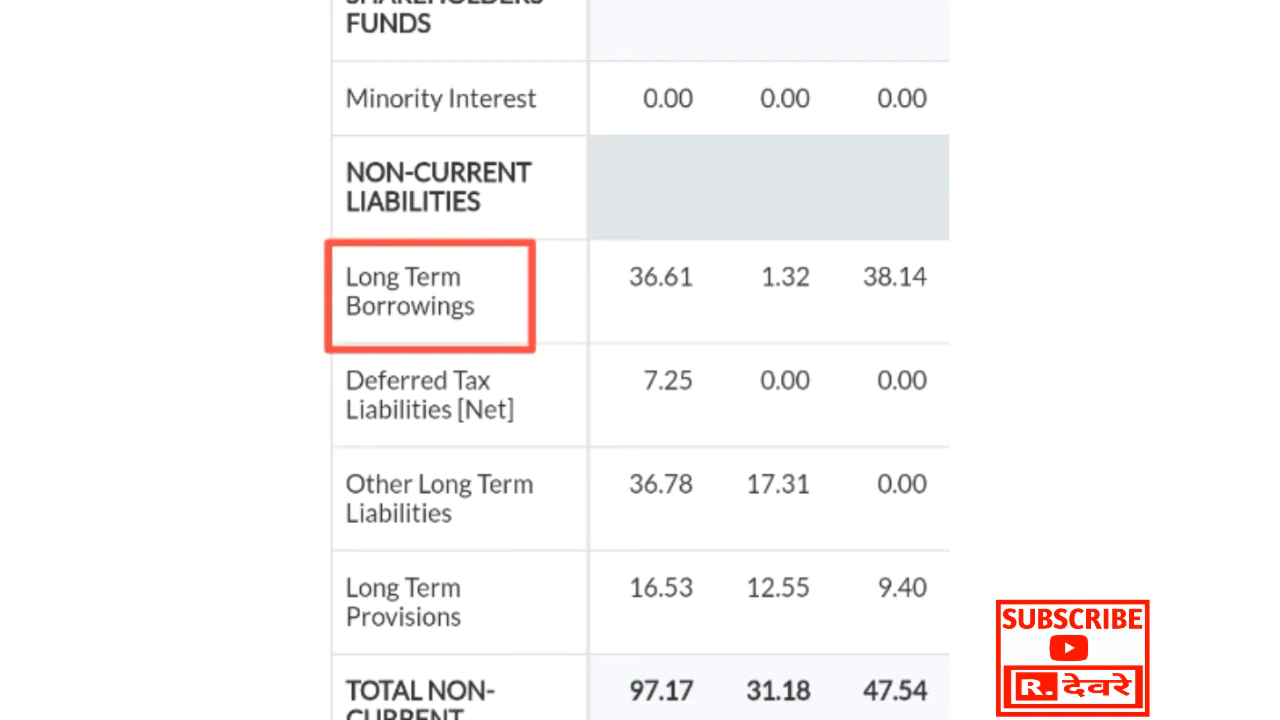 SHAREHOLDERS
FUNDS
Minority Interest 0.00 0.00 0.00
NON-CURRENT
LIABILITIES
Long Term
Borrowings 36.61 1.32 38.14
Deferred Tax
Liabilities [Net] 7.25 0.00 0.00
Other Long Term
Liabilities 36.78 17.31 0.00
Long Term
Provisions 16.53 12.55 9.40
TOTAL NON-
CURRENT 97.17 31.18 47.54
SUBSCRIBE
R. देवरे